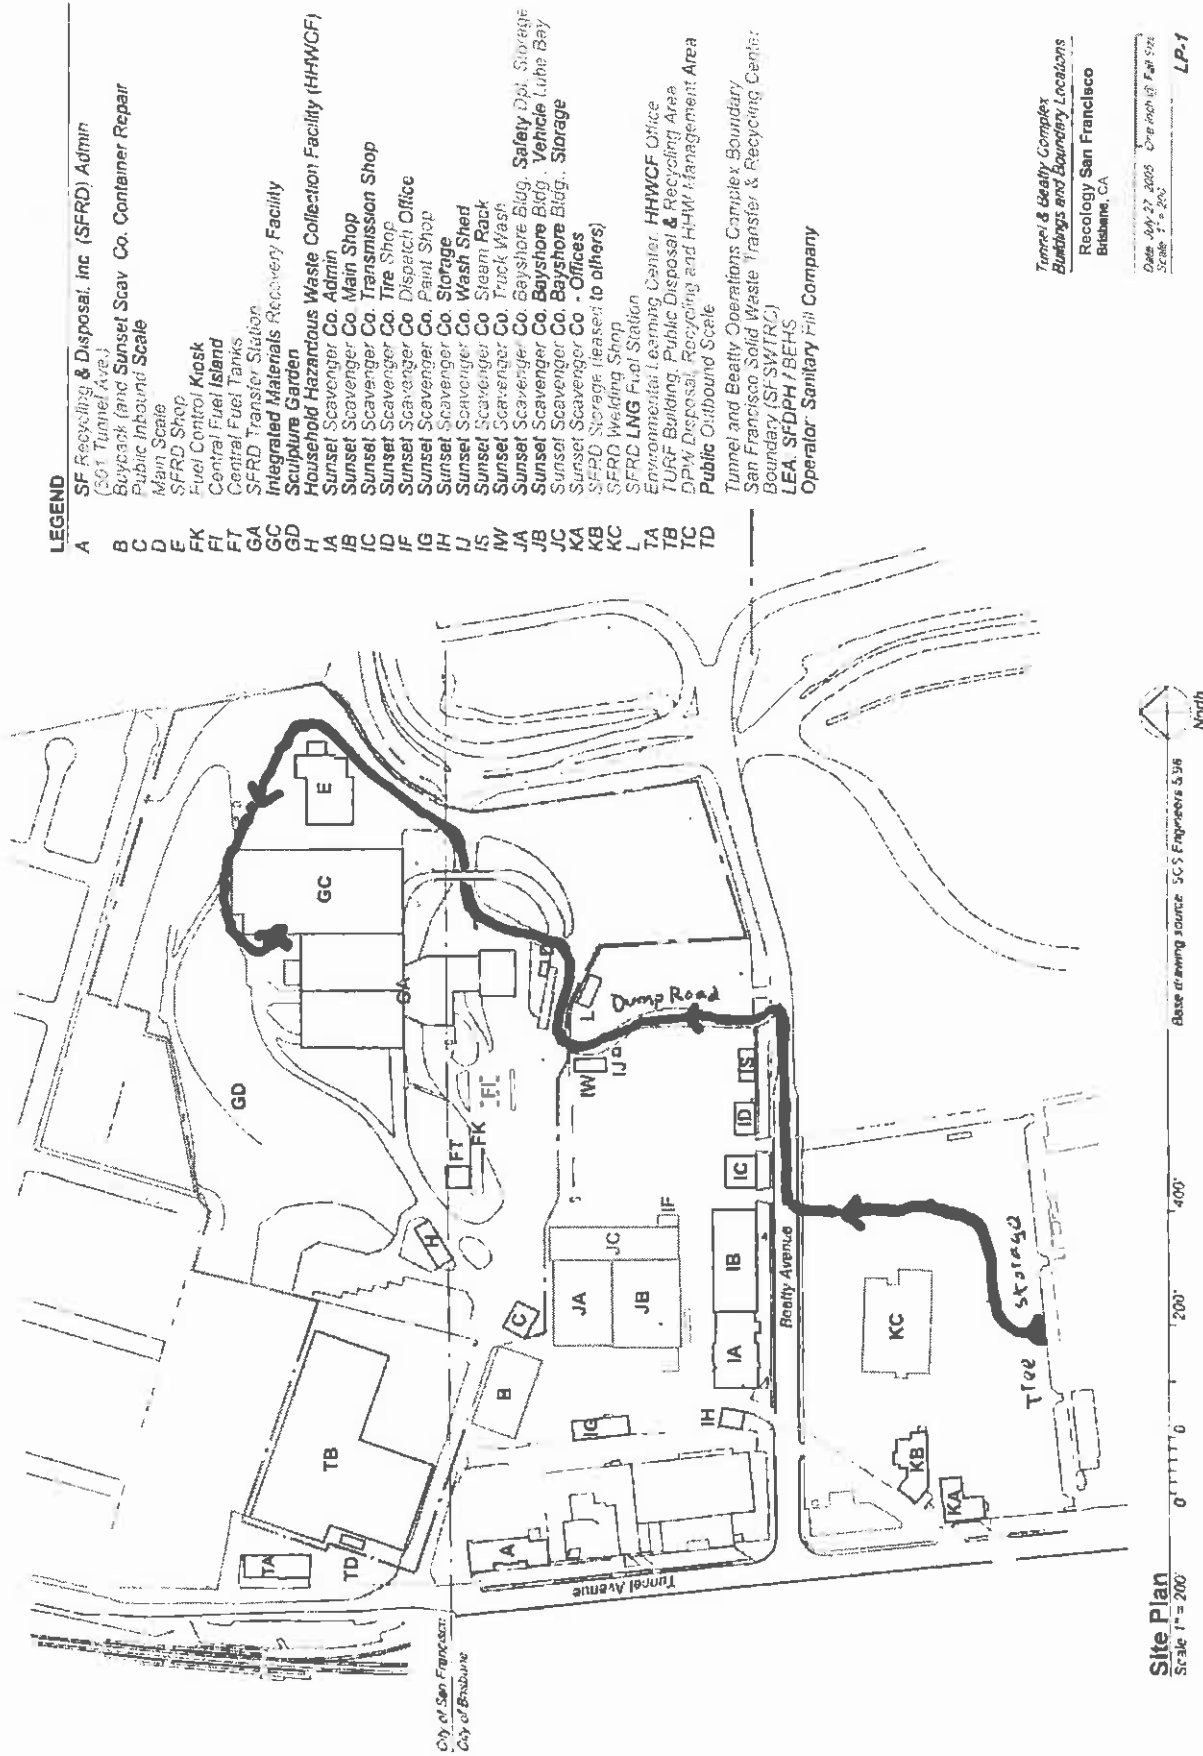 LEGEND
A SF Recycling & Disposal, Inc (SFRD) Admin
(501 Tunnel Ave.)
B Buyback (and Sunset Scav Co. Container Repair
C Public Inbound Scale
D Main Scale
E SFRD Shop
FK Fuel Control Kiosk
FI Central Fuel Island
FT Central Fuel Tanks
GA SFRD Transfer Station
GC Integrated Materials Recovery Facility
GD Sculpture Garden
H Household Hazardous Waste Collection Facility (HHWCF)
IA Sunset Scavenger Co. Admin
IB Sunset Scavenger Co. Main Shop
IC Sunset Scavenger Co. Transmission Shop
ID Sunset Scavenger Co. Tire Shop
IF Sunset Scavenger Co Dispatch Office
IG Sunset Scavenger Co. Paint Shop
IH Sunset Scavenger Co. Storage
IJ Sunset Scavenger Co. Wash Shed
IS Sunset Scavenger Co Steam Rack
IW Sunset Scavenger Co. Truck Wash
JA Sunset Scavenger Co. Bayshore Bldg. Safety Dpt. Storage
JB Sunset Scavenger Co. Bayshore Bldg., Vehicle Lube Bay
JC Sunset Scavenger Co. Bayshore Bldg., Storage
KA Sunset Scavenger Co - Offices
KB SFRD Storage (leased to others)
KC SFRD Welding Shop
L SFRD LNG Fuel Station
TA Environmental Learning Center, HHWCF Office
TB TURF Building, Public Disposal & Recycling Area
TC DPW Disposal, Recycling and HHW Management Area
TD Public Outbound Scale
Tunnel and Beatty Operations Complex Boundary
San Francisco Solid Waste Transfer & Recycling Center
Boundary (SFSWTRC)
LEA. SFDPH / BEHS
Operator Sanitary Fill Company
E
GC
GA
GD
FT
FK
FI
H
D
L
Dump Road
IW
IJ
IS
ID
IC
IF
JC
JA
JB
IB
IA
C
B
IG
IH
TB
TA
TD
A
Beatty Avenue
Tunnel Avenue
KC
KB
KA
Tree Storage
City of San Francisco
City of Brisbane
Site Plan
Scale 1" = 200'
0' 0 200' 400'
Base drawing source SCS Engineers 6/98
North
Tunnel & Beatty Complex
Buildings and Boundary Locations
Recology San Francisco
Brisbane, CA
Date July 27, 2005 One inch @ Full Size
Scale 1" = 200'
LP-1